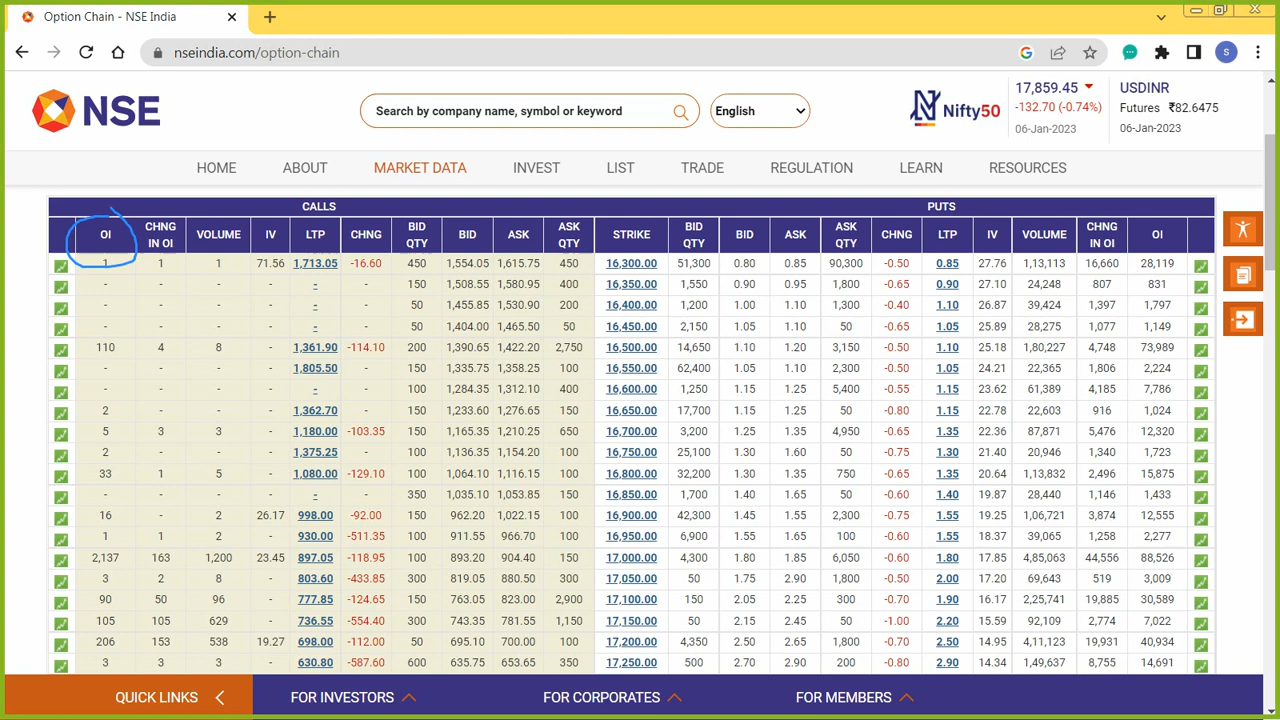 Option Chain - NSE India
nseindia.com/option-chain
S
NSE
Search by company name, symbol or keyword
English
Nifty50
17,859.45
-132.70 (-0.74%)
06-Jan-2023
USDINR
Futures ₹82.6475
06-Jan-2023
HOME ABOUT MARKET DATA INVEST LIST TRADE REGULATION LEARN RESOURCES
CALLS PUTS
OI CHNG IN OI VOLUME IV LTP CHNG BID QTY BID ASK ASK QTY STRIKE BID QTY BID ASK ASK QTY CHNG LTP IV VOLUME CHNG IN OI OI
1 1 1 71.56 1,713.05 -16.60 450 1,554.05 1,615.75 450 16,300.00 51,300 0.80 0.85 90,300 -0.50 0.85 27.76 1,13,113 16,660 28,119
- - - - - - 150 1,508.55 1,580.90 400 16,350.00 1,550 0.90 0.95 1,800 -0.65 0.90 27.10 24,248 807 831
- - - - - - 50 1,455.85 1,530.90 200 16,400.00 1,200 1.00 1.10 1,300 -0.40 1.10 26.87 39,424 1,397 1,797
- - - - - - 50 1,404.00 1,465.50 50 16,450.00 2,150 1.05 1.10 50 -0.65 1.05 25.89 28,275 1,077 1,149
110 4 8 - 1,361.90 -114.10 200 1,390.65 1,422.20 2,750 16,500.00 14,650 1.10 1.20 3,150 -0.50 1.10 25.18 1,80,227 4,748 73,989
- - - - 1,805.50 - 150 1,335.75 1,358.25 100 16,550.00 62,400 1.05 1.10 2,300 -0.50 1.05 24.21 22,365 1,806 2,224
- - - - - - 100 1,284.35 1,312.10 400 16,600.00 1,250 1.15 1.25 5,400 -0.55 1.15 23.62 61,389 4,185 7,786
2 - - - 1,362.70 - 150 1,233.60 1,276.65 150 16,650.00 17,700 1.15 1.25 50 -0.80 1.15 22.78 22,603 916 1,024
5 3 3 - 1,180.00 -103.35 150 1,165.35 1,210.25 650 16,700.00 3,200 1.25 1.35 4,950 -0.65 1.35 22.36 87,871 5,476 12,320
2 - - - 1,375.25 - 100 1,136.35 1,154.20 100 16,750.00 25,100 1.30 1.60 50 -0.75 1.30 21.40 20,946 1,340 1,723
33 1 5 - 1,080.00 -129.10 100 1,064.10 1,116.15 100 16,800.00 32,200 1.30 1.35 750 -0.65 1.35 20.64 1,13,832 2,496 15,875
- - - - - - 350 1,035.10 1,053.85 150 16,850.00 1,700 1.40 1.65 50 -0.60 1.40 19.87 28,440 1,146 1,433
16 - 2 26.17 998.00 -92.00 150 962.20 1,022.15 100 16,900.00 42,300 1.45 1.55 2,300 -0.75 1.55 19.25 1,06,721 3,874 12,555
1 1 2 - 930.00 -511.35 100 911.55 966.70 100 16,950.00 6,900 1.55 1.65 100 -0.60 1.55 18.37 39,065 1,258 2,277
2,137 163 1,200 23.45 897.05 -118.95 100 893.20 904.40 150 17,000.00 4,300 1.80 1.85 6,050 -0.60 1.80 17.85 4,85,063 44,556 88,526
3 2 8 - 803.60 -433.85 300 819.05 880.50 300 17,050.00 50 1.75 2.90 1,800 -0.50 2.00 17.20 69,643 519 3,009
90 50 96 - 777.85 -124.65 150 763.05 823.00 2,900 17,100.00 150 2.05 2.25 300 -0.70 1.90 16.17 2,25,741 19,885 30,589
105 105 629 - 736.55 -554.40 300 743.35 781.55 1,150 17,150.00 300 2.15 2.45 50 -1.00 2.20 15.59 92,109 2,774 7,022
206 153 538 19.27 698.00 -112.00 50 695.10 700.00 100 17,200.00 4,350 2.50 2.65 1,800 -0.70 2.50 14.95 4,11,123 19,931 40,934
3 3 3 - 630.80 -587.60 600 635.75 653.65 350 17,250.00 500 2.70 2.90 200 -0.80 2.90 14.34 1,49,637 8,755 14,691
QUICK LINKS FOR INVESTORS FOR CORPORATES FOR MEMBERS